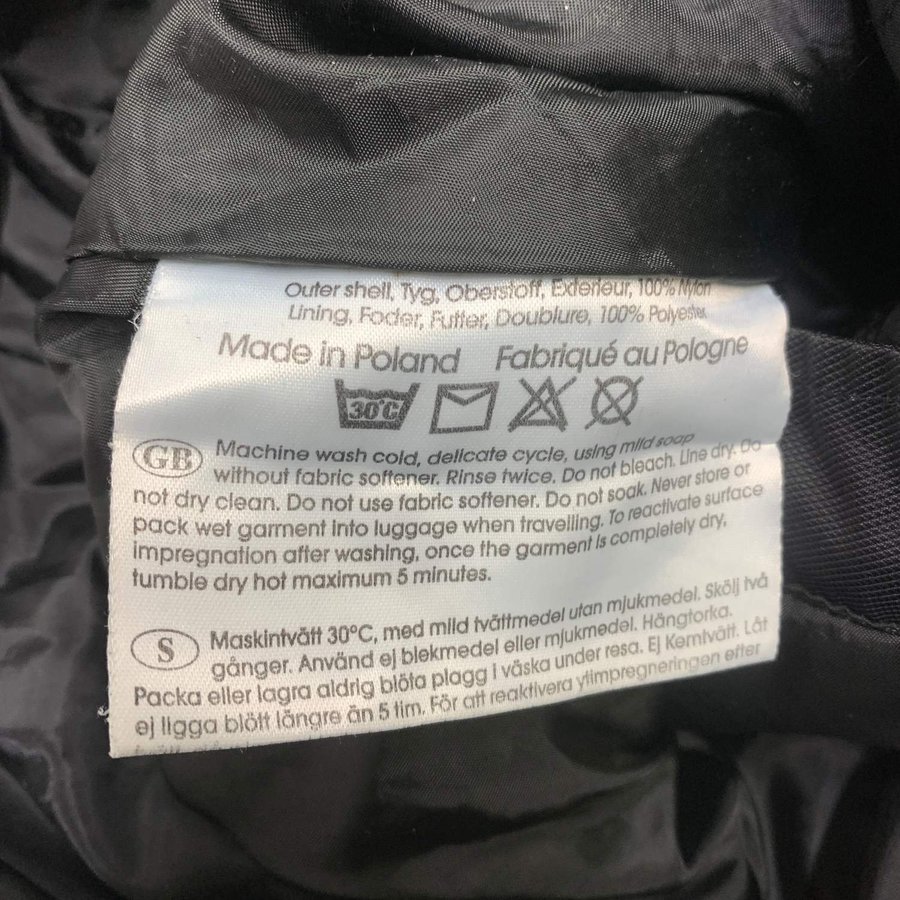 Outer shell, Tyg, Oberstoff, Exterieur, 100% Nylon
Lining, Foder, Futter, Doublure, 100% Polyester
Made in Poland Fabriqué au Pologne
30°C
GB Machine wash cold, delicate cycle, using mild soap
without fabric softener. Rinse twice. Do not bleach. Line dry. Do
not dry clean. Do not use fabric softener. Do not soak. Never store or
pack wet garment into luggage when travelling. To reactivate surface
impregnation after washing, once the garment is completely dry,
tumble dry hot maximum 5 minutes.
S Maskintvätt 30°C, med mild tvättmedel utan mjukmedel. Skölj två
gånger. Använd ej blekmedel eller mjukmedel. Hängtorka.
Packa eller lagra aldrig blöta plagg i väska under resa. Ej Kemtvätt. Låt
ej ligga blött längre än 5 tim. För att reaktivera ytimpregneringen efter